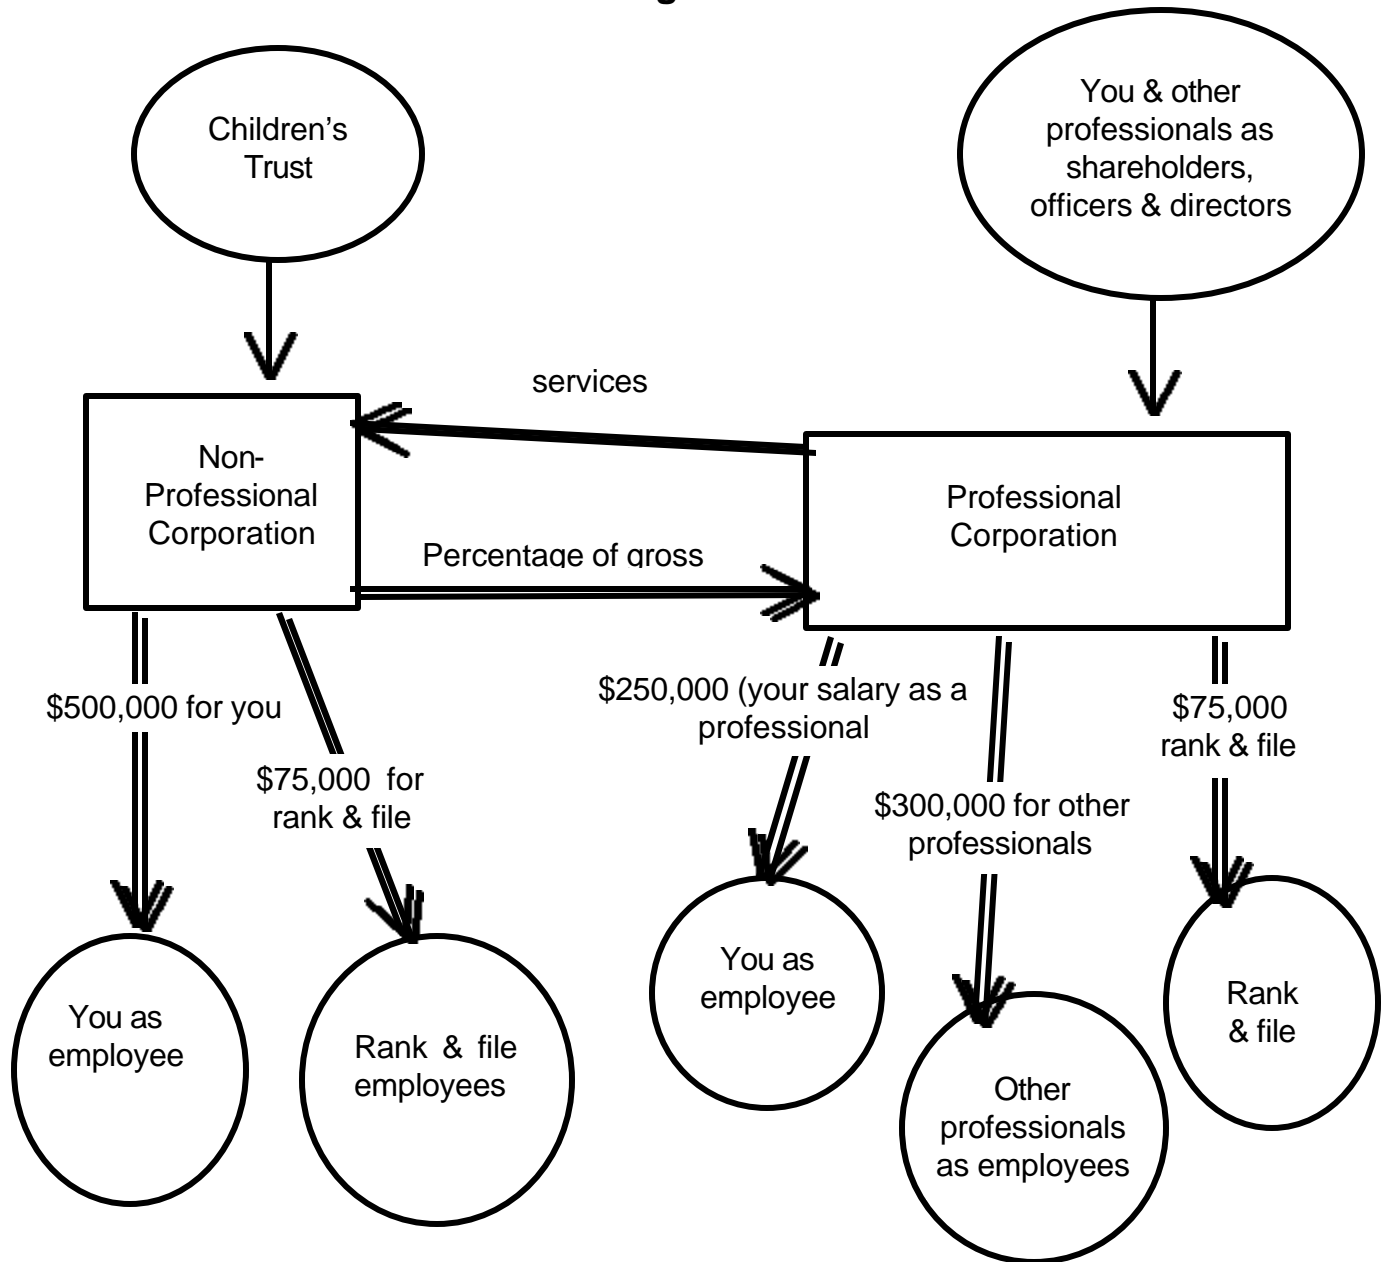 Children’s
Trust
You & other
professionals as
shareholders,
officers & directors
services
Non-
Professional
Corporation
Professional
Corporation
Percentage of gross
$500,000 for you
$75,000 for
rank & file
$250,000 (your salary as a
professional
$300,000 for other
professionals
$75,000
rank & file
You as
employee
Rank & file
employees
You as
employee
Other
professionals
as employees
Rank
& file